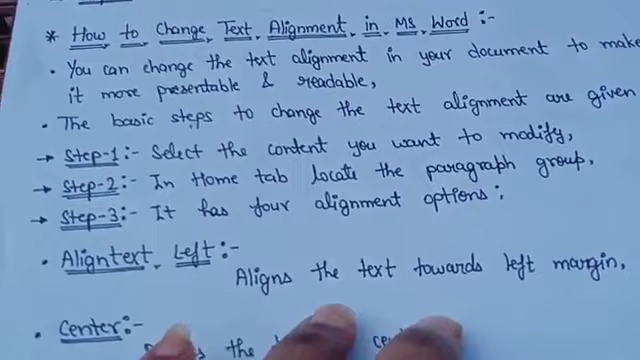 * How to Change Text Alignment in Ms Word :-
• You can change the text alignment in your document to make
it more presentable & readable,
• The basic steps to change the text alignment are given
→ Step-1:- Select the content you want to modify,
→ Step-2:- In Home tab locate the paragraph group,
→ Step-3:- It has four alignment options:
• Aligntext Left:-
Aligns the text towards left margin,
• Center:-
the